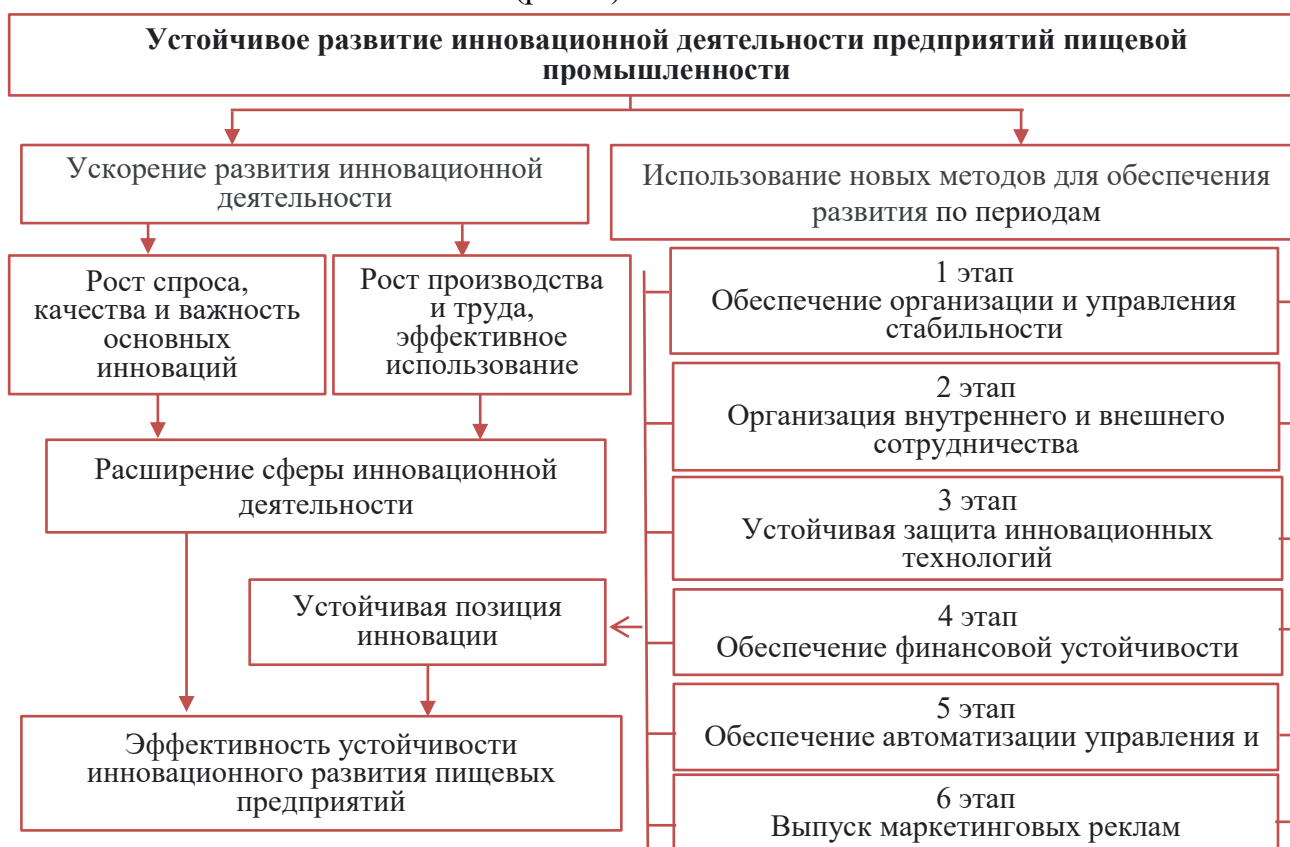 Устойчивое развитие инновационной деятельности предприятий пищевой
промышленности
Ускорение развития инновационной
деятельности
Использование новых методов для обеспечения
развития по периодам
Рост спроса,
качества и важность
основных
инноваций
Рост производства
и труда,
эффективное
использование
Расширение сферы инновационной
деятельности
Устойчивая позиция
инновации
Эффективность устойчивости
инновационного развития пищевых
предприятий
1 этап
Обеспечение организации и управления
стабильности
2 этап
Организация внутреннего и внешнего
сотрудничества
3 этап
Устойчивая защита инновационных
технологий
4 этап
Обеспечение финансовой устойчивости
5 этап
Обеспечение автоматизации управления и
6 этап
Выпуск маркетинговых реклам